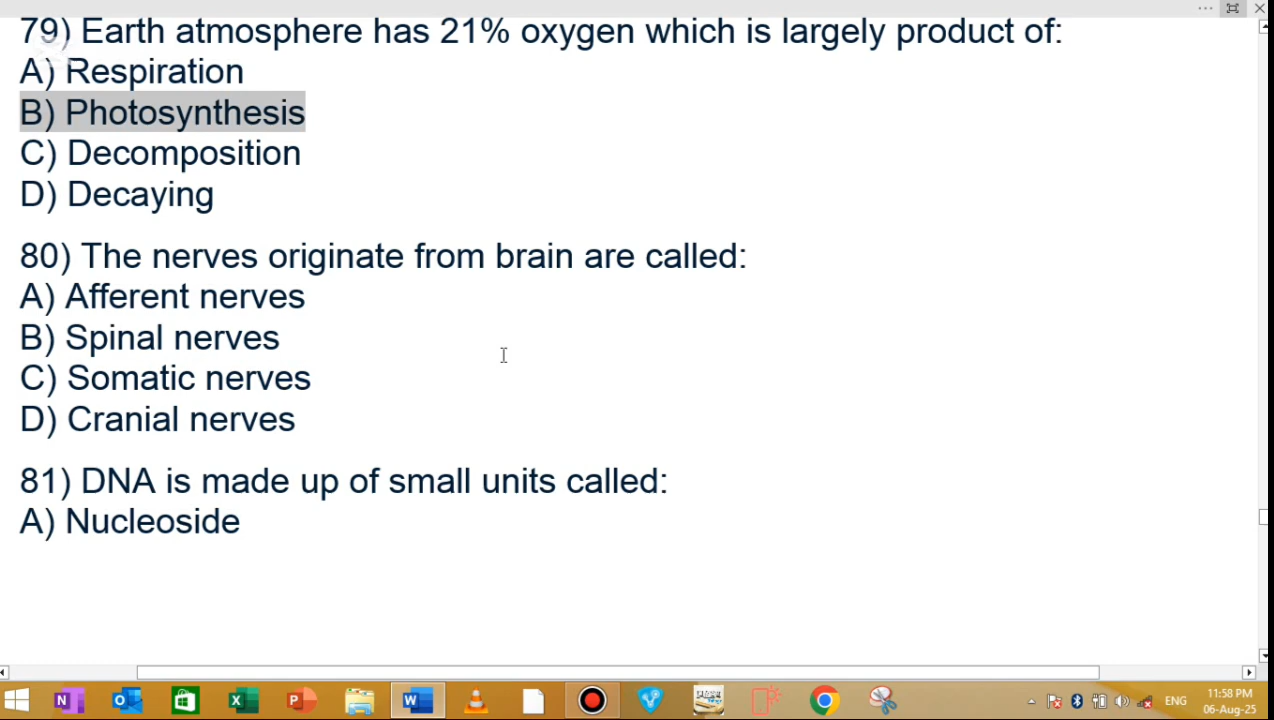 79) Earth atmosphere has 21% oxygen which is largely product of:
A) Respiration
B) Photosynthesis
C) Decomposition
D) Decaying
80) The nerves originate from brain are called:
A) Afferent nerves
B) Spinal nerves
C) Somatic nerves
D) Cranial nerves
81) DNA is made up of small units called:
A) Nucleoside
ENG
11:58 PM
06-Aug-25